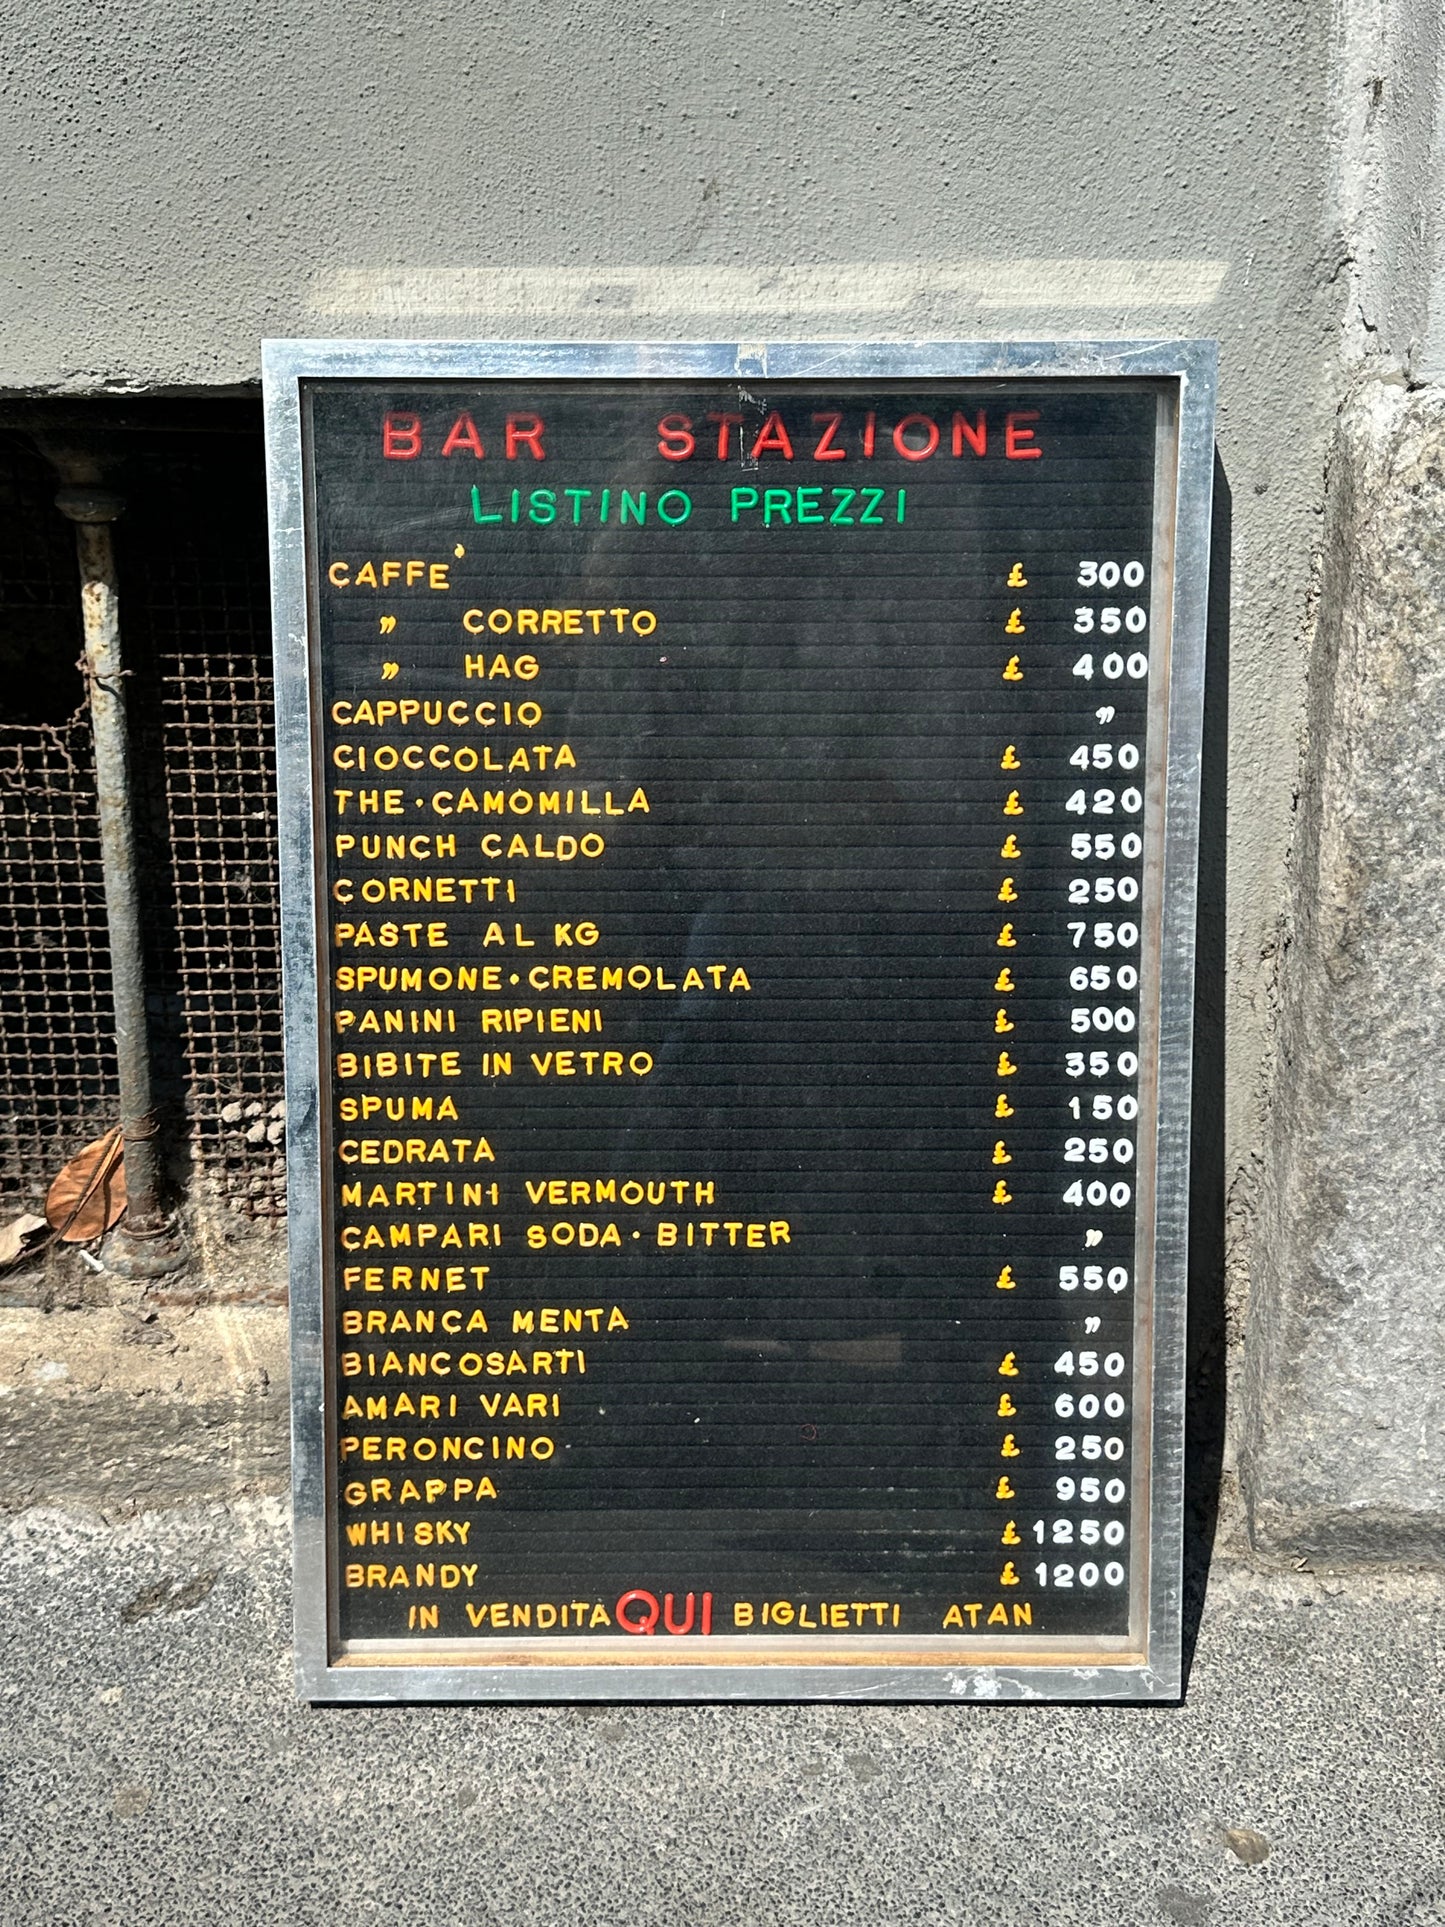 BAR STAZIONE
LISTINO PREZZI
CAFFE' £ 300
" CORRETTO £ 350
" HAG £ 400
CAPPUCCIO "
CIOCCOLATA £ 450
THE·CAMOMILLA £ 420
PUNCH CALDO £ 550
CORNETTI £ 250
PASTE AL KG £ 750
SPUMONE·CREMOLATA £ 650
PANINI RIPIENI £ 500
BIBITE IN VETRO £ 350
SPUMA £ 150
CEDRATA £ 250
MARTINI VERMOUTH £ 400
CAMPARI SODA·BITTER "
FERNET £ 550
BRANCA MENTA "
BIANCOSARTI £ 450
AMARI VARI £ 600
PERONCINO £ 250
GRAPPA £ 950
WHISKY £ 1250
BRANDY £ 1200
IN VENDITA QUI BIGLIETTI ATAN